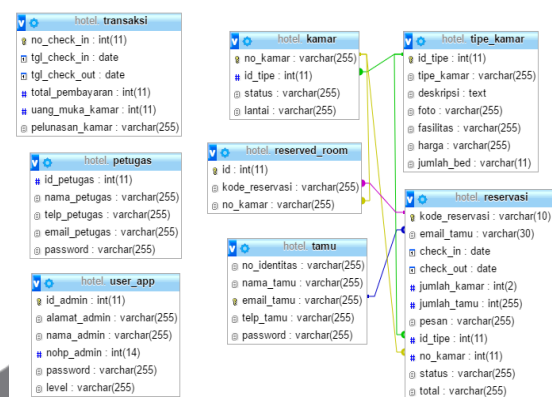 hotel. transaksi
no_check_in : int(11)
tgl_check_in : date
tgl_check_out : date
total_pembayaran : int(11)
uang_muka_kamar : int(11)
pelunasan_kamar : varchar(255)
hotel. petugas
id_petugas : int(11)
nama_petugas : varchar(255)
telp_petugas : varchar(255)
email_petugas : varchar(255)
password : varchar(255)
hotel. user_app
id_admin : int(11)
alamat_admin : varchar(255)
nama_admin : varchar(255)
nohp_admin : int(14)
password : varchar(255)
level : varchar(255)
hotel. kamar
no_kamar : varchar(255)
id_tipe : int(11)
status : varchar(255)
lantai : varchar(255)
hotel. reserved_room
id : int(11)
kode_reservasi : varchar(255)
no_kamar : varchar(255)
hotel. tamu
no_identitas : varchar(255)
nama_tamu : varchar(255)
email_tamu : varchar(255)
telp_tamu : varchar(255)
password : varchar(255)
hotel. tipe_kamar
id_tipe : int(11)
tipe_kamar : varchar(255)
deskripsi : text
foto : varchar(255)
fasilitas : varchar(255)
harga : varchar(255)
jumlah_bed : varchar(11)
hotel. reservasi
kode_reservasi : varchar(10)
email_tamu : varchar(30)
check_in : date
check_out : date
jumlah_kamar : int(2)
jumlah_tamu : int(255)
pesan : varchar(255)
id_tipe : int(11)
no_kamar : int(11)
status : varchar(255)
total : varchar(255)